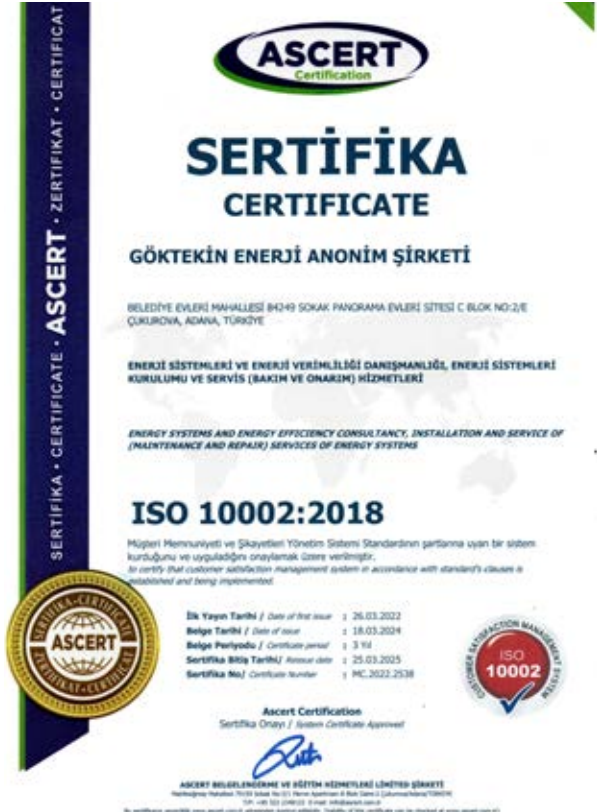 ASCERT
Certification
SERTİFİKA
CERTIFICATE
GÖKTEKİN ENERJİ ANONİM ŞİRKETİ
BELEDİYE EVLERİ MAHALLESİ 84249 SOKAK PANORAMA EVLERİ SİTESİ C BLOK NO:2/E
ÇUKUROVA, ADANA, TÜRKİYE
ENERJİ SİSTEMLERİ VE ENERJİ VERİMLİLİĞİ DANIŞMANLIĞI, ENERJİ SİSTEMLERİ
KURULUMU VE SERVİS (BAKIM VE ONARIM) HİZMETLERİ
ENERGY SYSTEMS AND ENERGY EFFICIENCY CONSULTANCY, INSTALLATION AND SERVICE OF
(MAINTENANCE AND REPAIR) SERVICES OF ENERGY SYSTEMS
ISO 10002:2018
Müşteri Memnuniyeti ve Şikayetleri Yönetim Sistemi Standardının şartlarına uyan bir sistem
kurduğunu ve uyguladığını onaylamak üzere verilmiştir.
to certify that customer satisfaction management system in accordance with standard's clauses is
established and being implemented.
İlk Yayın Tarihi / Date of first issue : 26.03.2022
Belge Tarihi / Date of issue : 18.03.2024
Belge Periyodu / Certificate period : 3 Yıl
Sertifika Bitiş Tarihi/ date : 25.03.2025
Sertifika No/ Certificate Number : MC.2022.2538
Ascert Certification
Sertifika Onayı / System Certificate Approved
ASCERT BELGELENDİRME VE EĞİTİM HİZMETLERİ LİMİTED ŞİRKETİ
SERTİFİKA • CERTIFICATE • ASCERT • ZERTIFIKAT • CERTIFICAT
SERTIFIKA•CERTIFICATE
ASCERT
ZERTIFIKAT•CERTIFICAT
CUSTOMER SATISFACTION MANAGEMENT SYSTEM
ISO
10002